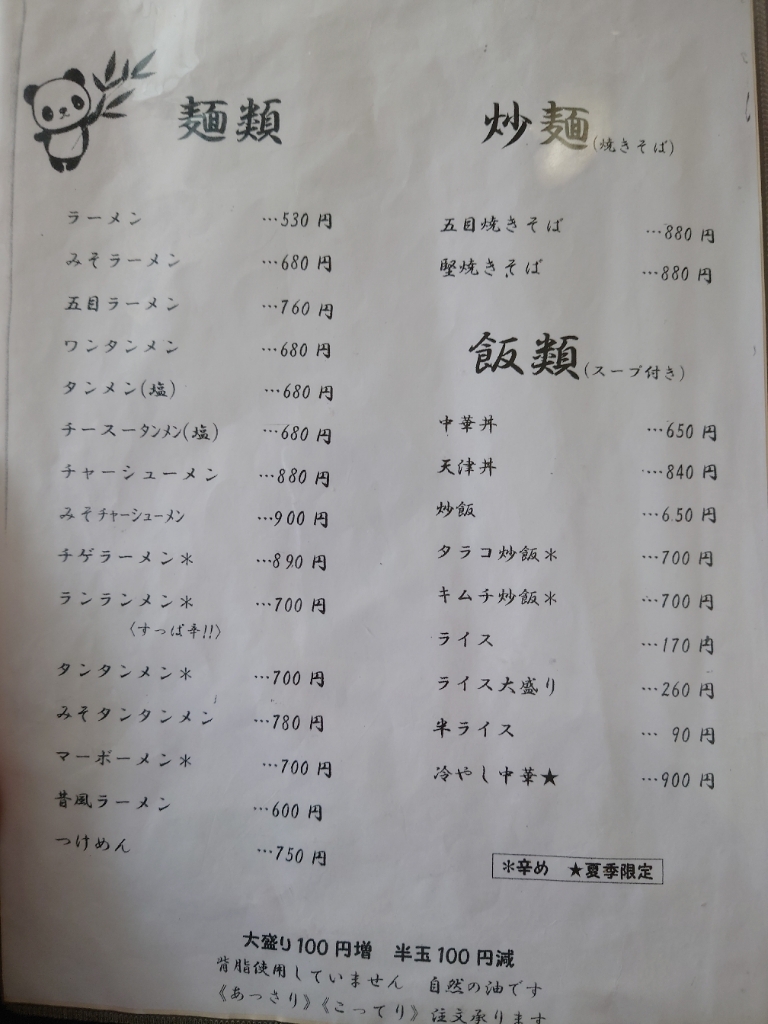 麺類
ラーメン …530円
みそラーメン …680円
五目ラーメン …760円
ワンタンメン …680円
タンメン(塩) …680円
チースータンメン(塩) …680円
チャーシューメン …880円
みそチャーシューメン …900円
チゲラーメン＊ …890円
ランランメン＊ …700円
〈すっぱ辛!!〉
タンタンメン＊ …700円
みそタンタンメン …780円
マーボーメン＊ …700円
昔風ラーメン …600円
つけめん …750円
炒麺(焼きそば)
五目焼きそば …880円
堅焼きそば …880円
飯類(スープ付き)
中華丼 …650円
天津丼 …840円
炒飯 …650円
タラコ炒飯＊ …700円
キムチ炒飯＊ …700円
ライス …170円
ライス大盛り …260円
半ライス … 90円
冷やし中華★ …900円
＊辛め ★夏季限定
大盛り100円増 半玉100円減
背脂使用していません 自然の油です
《あっさり》《こってり》注文承ります